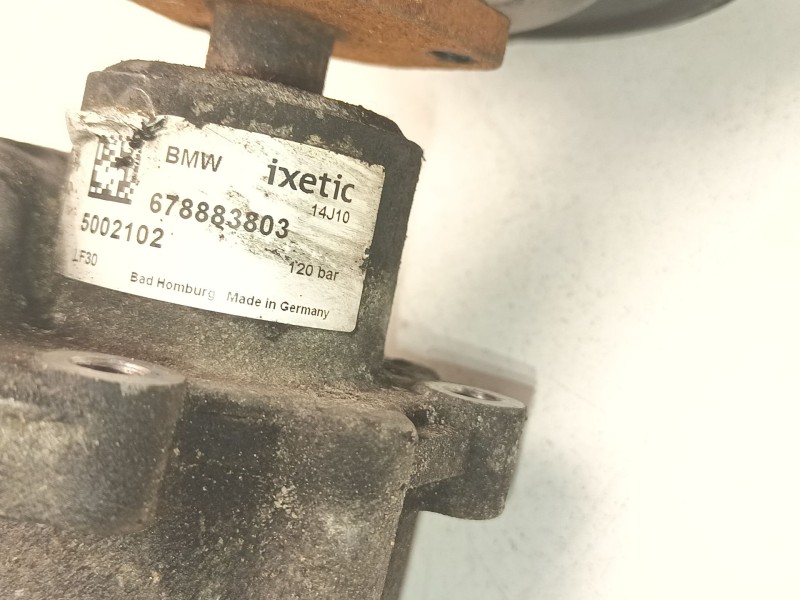 BMW ixetic
14J10
678883803
5002102
LF30 120 bar
Bad Homburg Made in Germany